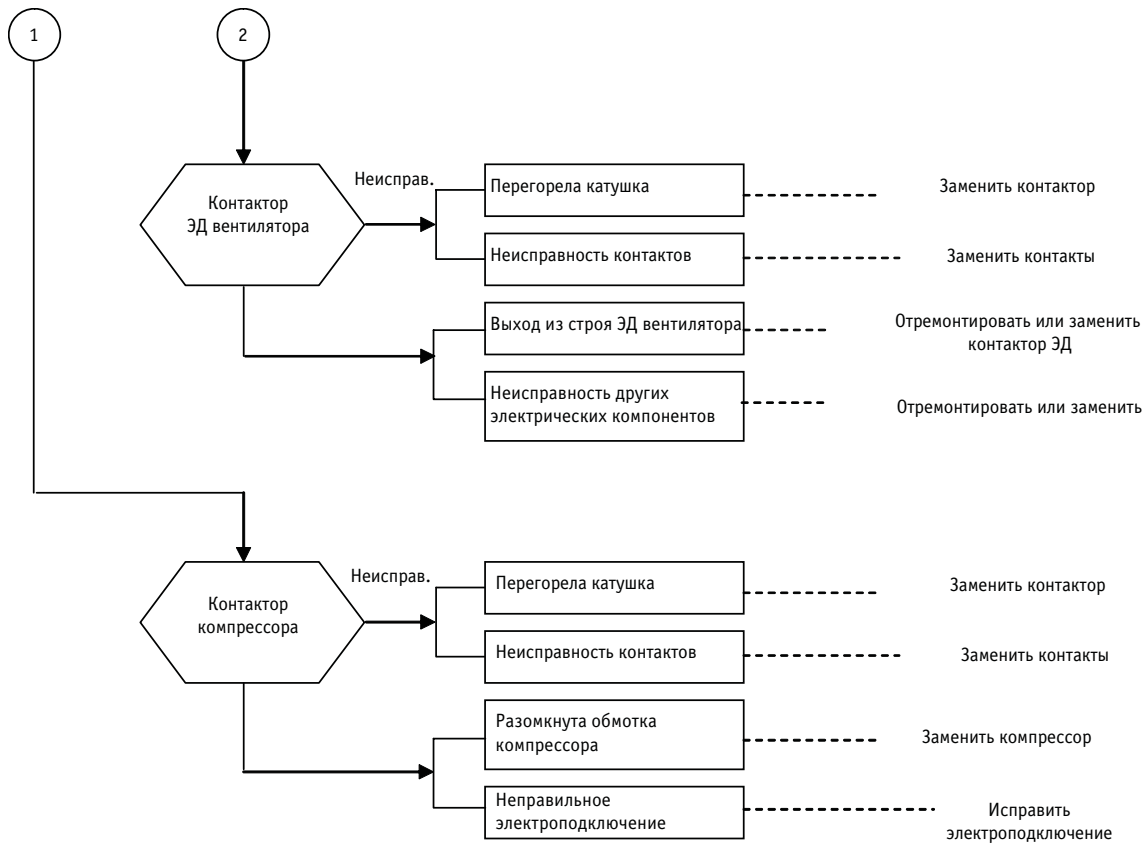 1
2
Контактор
ЭД вентилятора
Неисправ.
Перегорела катушка
Заменить контактор
Неисправность контактов
Заменить контакты
Выход из строя ЭД вентилятора
Отремонтировать или заменить
контактор ЭД
Неисправность других
электрических компонентов
Отремонтировать или заменить
Контактор
компрессора
Неисправ.
Перегорела катушка
Заменить контактор
Неисправность контактов
Заменить контакты
Разомкнута обмотка
компрессора
Заменить компрессор
Неправильное
электроподключение
Исправить
электроподключение